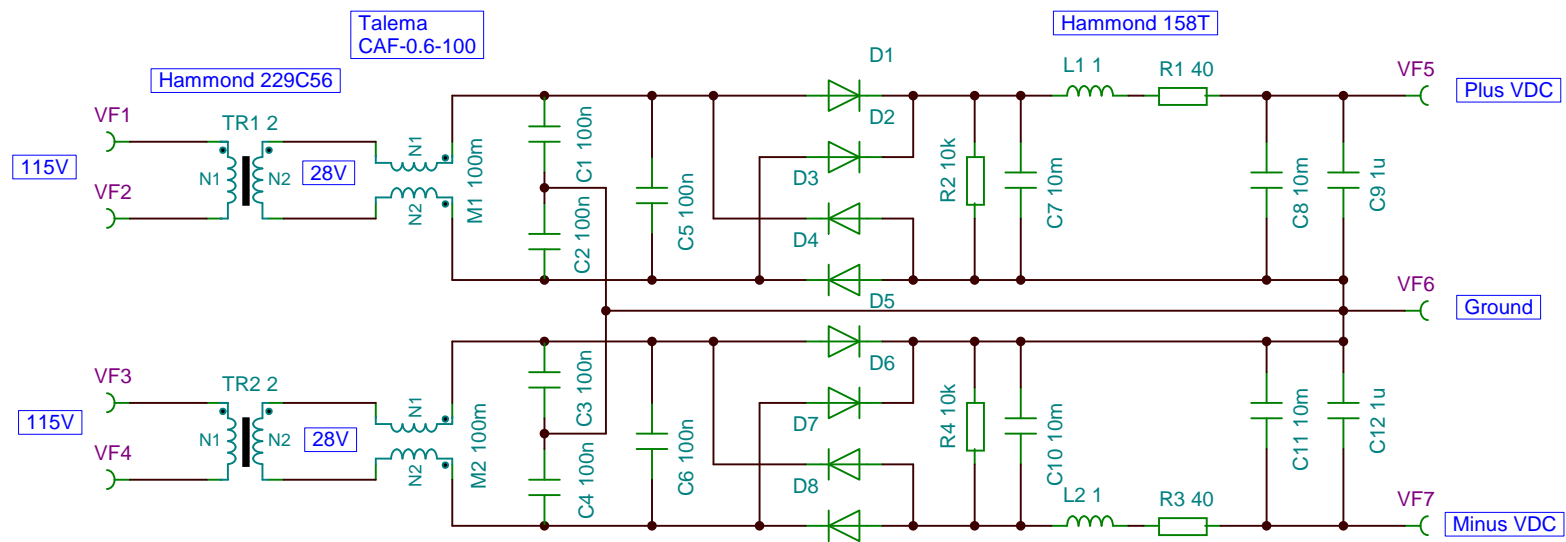 Talema
CAF-0.6-100
Hammond 158T
Hammond 229C56
D1
L1 1
R1 40
VF5
Plus VDC
VF1
TR1 2
N1
C1 100n
D2
115V
N1
N2
28V
M1 100m
C5 100n
D3
R2 10k
C7 10m
C8 10m
C9 1u
VF2
N2
C2 100n
D4
D5
VF6
Ground
VF3
TR2 2
N1
C3 100n
D6
115V
N1
N2
28V
M2 100m
C6 100n
D7
R4 10k
C10 10m
C11 10m
C12 1u
VF4
N2
C4 100n
D8
L2 1
R3 40
VF7
Minus VDC